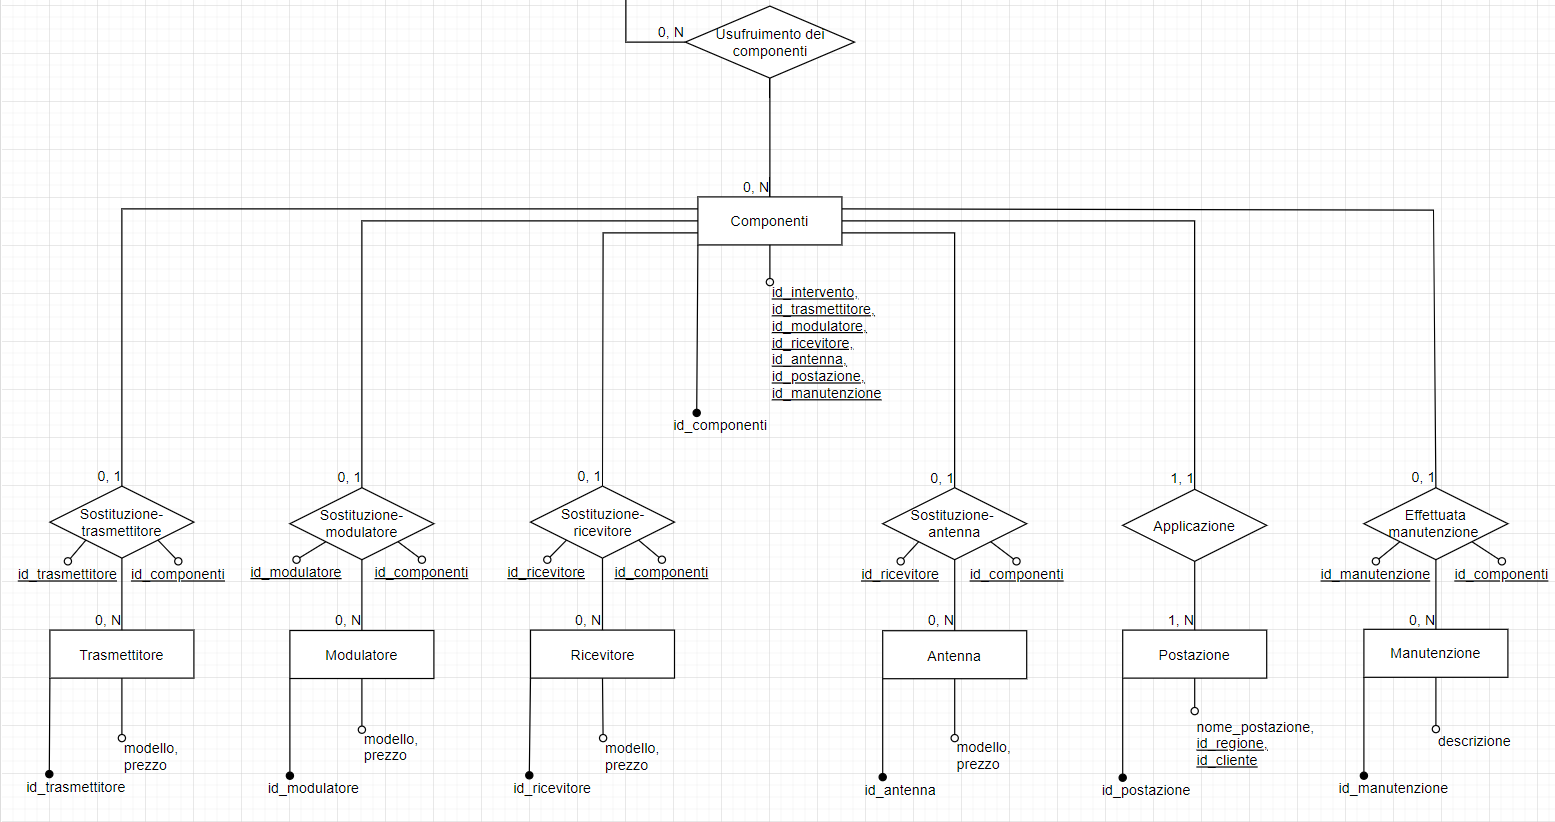 0, N
Usufruimento dei
componenti
0, N
Componenti
id_intervento,
id_trasmettitore,
id_modulatore,
id_ricevitore,
id_antenna,
id_postazione,
id_manutenzione
id_componenti
0, 1
0, 1
0, 1
0, 1
1, 1
0, 1
Sostituzione-
trasmettitore
Sostituzione-
modulatore
Sostituzione-
ricevitore
Sostituzione-
antenna
Applicazione
Effettuata
manutenzione
id_trasmettitore
id_componenti
id_modulatore
id_componenti
id_ricevitore
id_componenti
id_ricevitore
id_componenti
id_manutenzione
id_componenti
0, N
0, N
0, N
0, N
1, N
0, N
Trasmettitore
Modulatore
Ricevitore
Antenna
Postazione
Manutenzione
modello,
prezzo
id_trasmettitore
modello,
prezzo
id_modulatore
modello,
prezzo
id_ricevitore
modello,
prezzo
id_antenna
nome_postazione,
id_regione,
id_cliente
id_postazione
descrizione
id_manutenzione